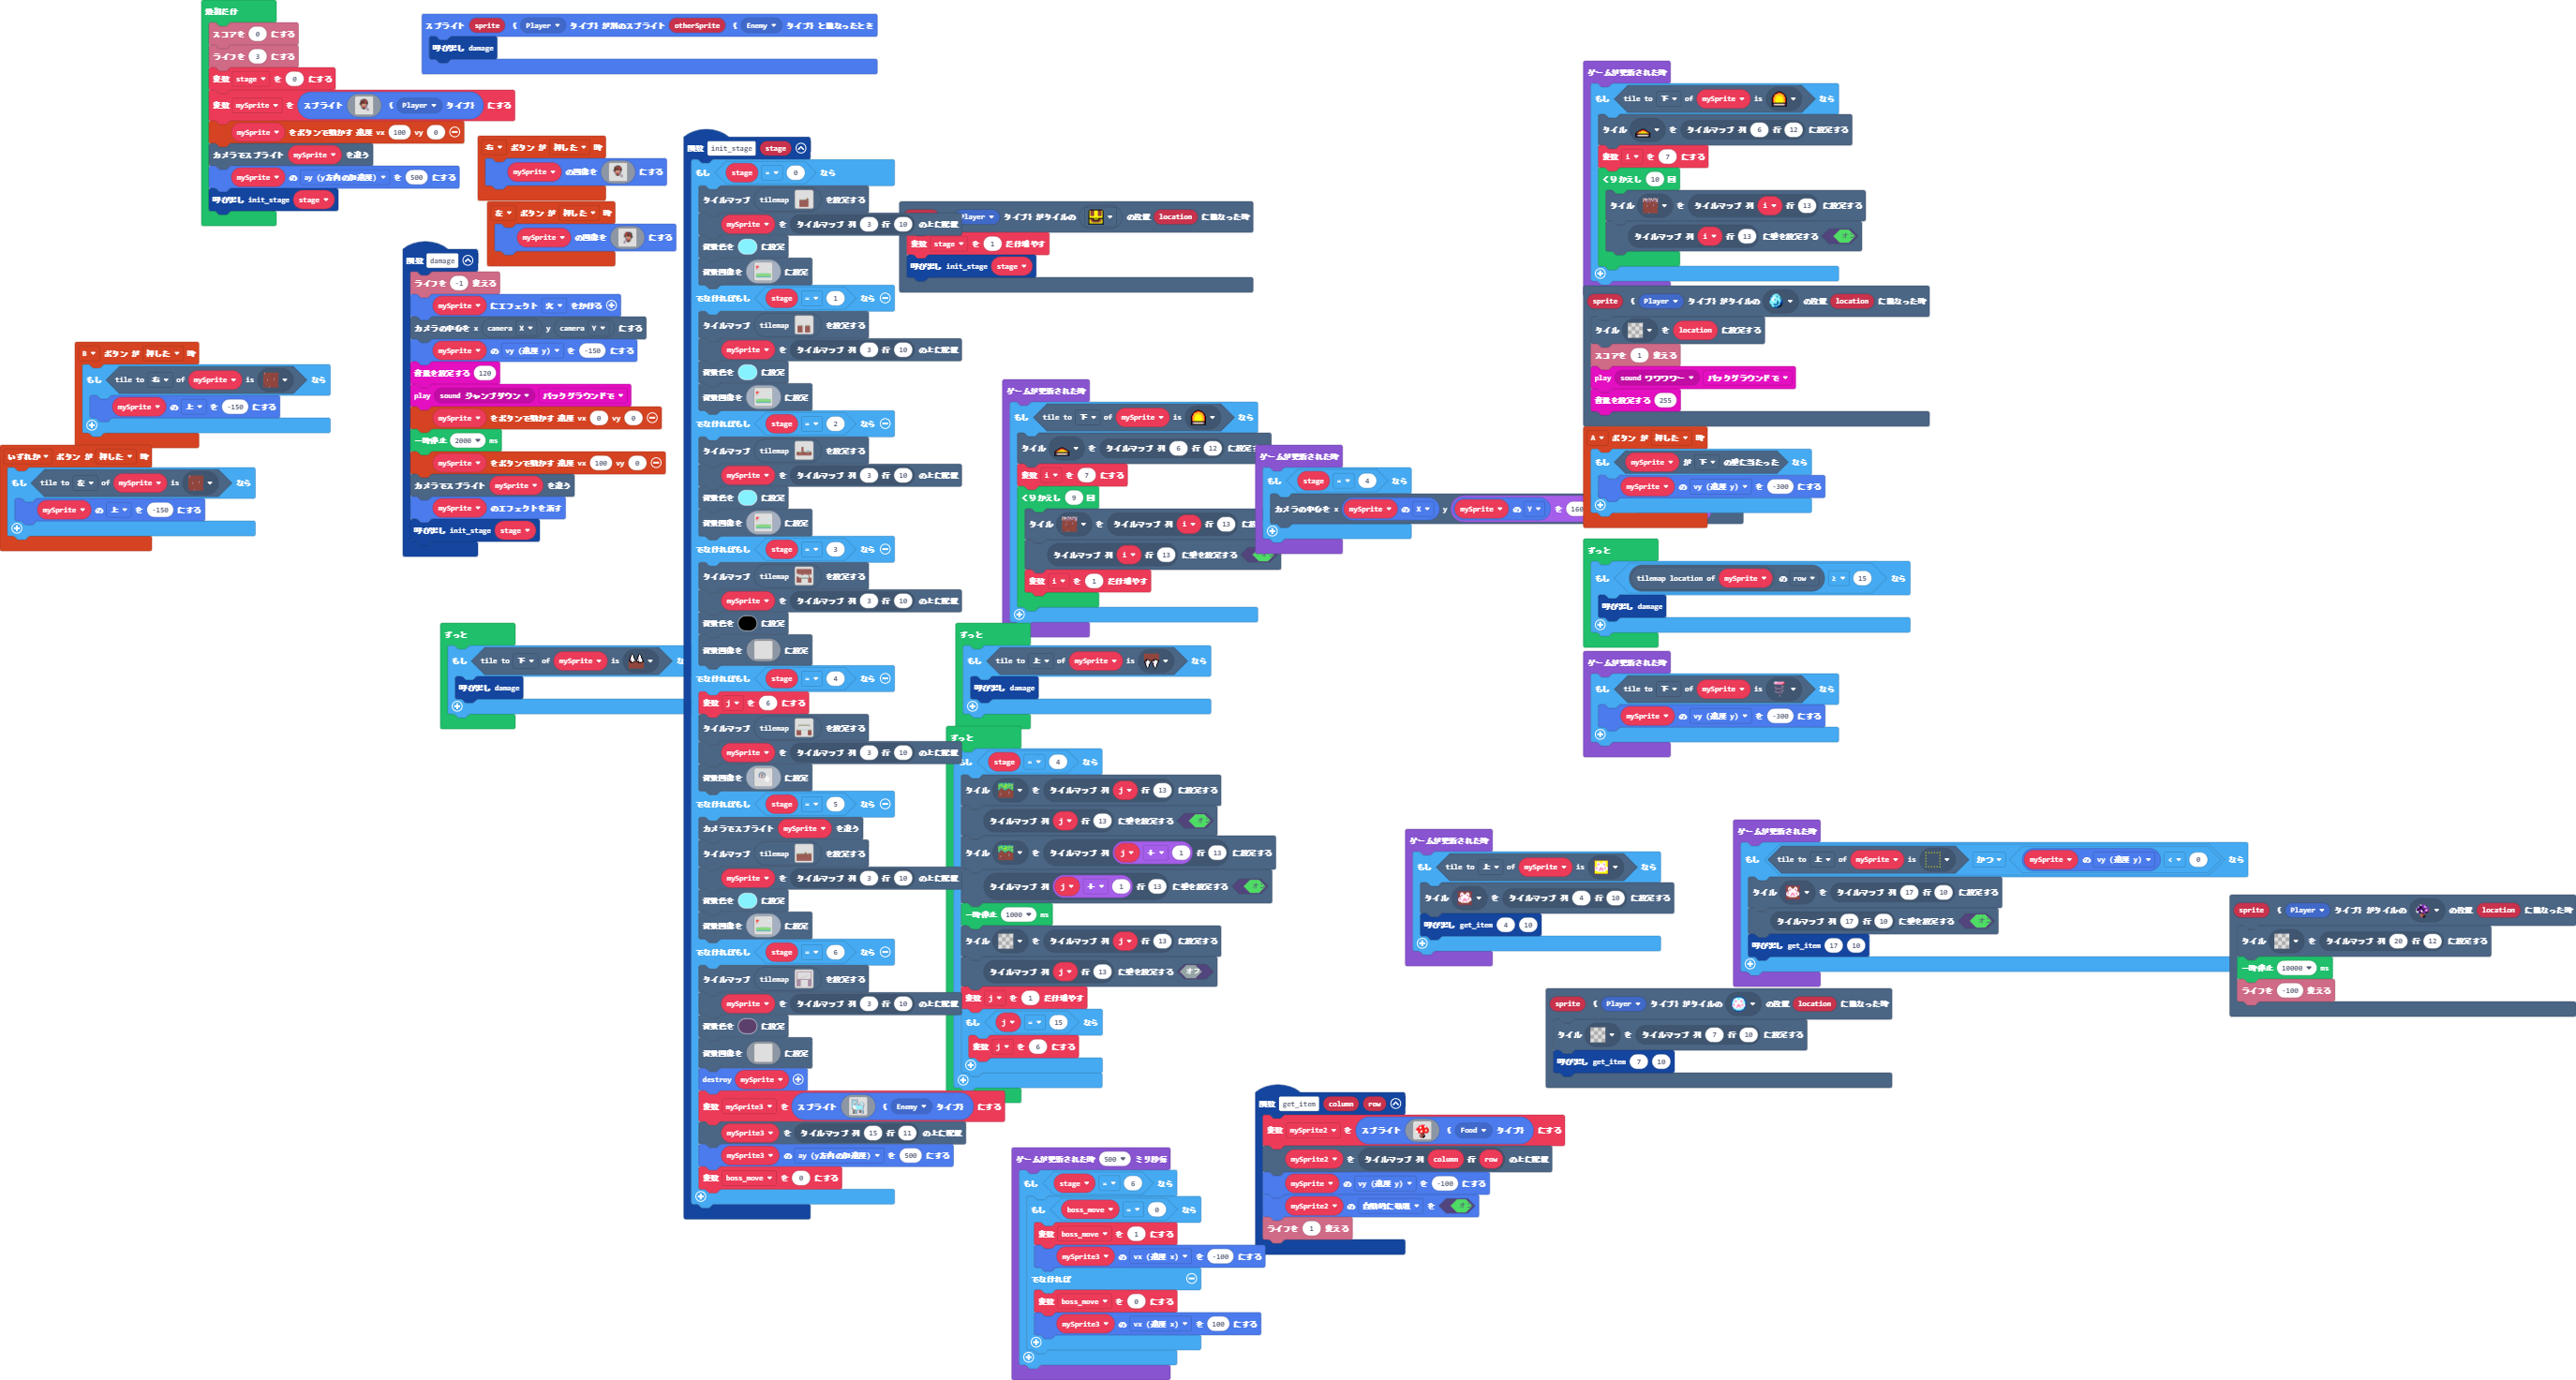 最初だけ
スコアを 0 にする
ライフを 3 にする
変数 stage を 0 にする
変数 mySprite を スプライト ( Player タイプ) にする
mySprite をボタンで動かす 速度 vx 100 vy 0
カメラでスプライト mySprite を追う
mySprite の ay (y方向の加速度) を 500 にする
呼び出し init_stage stage
スプライト sprite ( Player タイプ) が別のスプライト otherSprite ( Enemy タイプ) と重なったとき
呼び出し damage
右 ボタン が 押した 時
mySprite の画像を にする
左 ボタン が 押した 時
mySprite の画像を にする
関数 damage
ライフを -1 変える
mySprite にエフェクト 火 をかける
カメラの中心を x camera X y camera Y にする
mySprite の vy (速度 y) を -150 にする
音量を設定する 120
play sound ジャンプダウン バックグラウンドで
mySprite をボタンで動かす 速度 vx 0 vy 0
一時停止 2000 ms
mySprite をボタンで動かす 速度 vx 100 vy 0
カメラでスプライト mySprite を追う
mySprite のエフェクトを消す
呼び出し init_stage stage
B ボタン が 押した 時
もし tile to 右 of mySprite is なら
mySprite の 上 を -150 にする
いずれか ボタン が 押した 時
もし tile to 左 of mySprite is なら
mySprite の 上 を -150 にする
ずっと
もし tile to 下 of mySprite is
呼び出し damage
関数 init_stage stage
もし stage = 0 なら
タイルマップ tilemap を設定する
mySprite を タイルマップ 列 3 行 10 の上に配置
背景色を に設定
背景画像を に設定
でなければもし stage = 1 なら
タイルマップ tilemap を設定する
mySprite を タイルマップ 列 3 行 10 の上に配置
背景色を に設定
背景画像を に設定
でなければもし stage = 2 なら
タイルマップ tilemap を設定する
mySprite を タイルマップ 列 3 行 10 の上に配置
背景色を に設定
背景画像を に設定
でなければもし stage = 3 なら
タイルマップ tilemap を設定する
mySprite を タイルマップ 列 3 行 10 の上に配置
背景色を に設定
背景画像を に設定
でなければもし stage = 4 なら
変数 j を 6 にする
タイルマップ tilemap を設定する
mySprite を タイルマップ 列 3 行 10 の上に配置
背景画像を に設定
でなければもし stage = 5 なら
カメラでスプライト mySprite を追う
タイルマップ tilemap を設定する
mySprite を タイルマップ 列 3 行 10 の上に配置
背景色を に設定
背景画像を に設定
でなければもし stage = 6 なら
タイルマップ tilemap を設定する
mySprite を タイルマップ 列 3 行 10 の上に配置
背景色を に設定
背景画像を に設定
destroy mySprite
変数 mySprite3 を スプライト ( Enemy タイプ) にする
mySprite3 を タイルマップ 列 15 行 11 の上に配置
mySprite3 の ay (y方向の加速度) を 500 にする
変数 boss_move を 0 にする
Player タイプ) がタイルの の位置 location に重なった時
変数 stage を 1 だけ増やす
呼び出し init_stage stage
ゲームが更新された時
もし tile to 下 of mySprite is なら
タイル を タイルマップ 列 6 行 12 に設定
変数 i を 7 にする
くりかえし 9 回
タイル を タイルマップ 列 i 行 13 に
タイルマップ 列 i 行 13 に壁を設定する オン
変数 i を 1 だけ増やす
ゲームが更新された時
もし stage = 4 なら
カメラの中心を x mySprite の X y mySprite の Y を 160
ずっと
もし tile to 上 of mySprite is なら
呼び出し damage
ずっと
もし stage = 4 なら
タイル を タイルマップ 列 j 行 13 に設定する
タイルマップ 列 j 行 13 に壁を設定する オン
タイル を タイルマップ 列 j + 1 行 13 に設定する
タイルマップ 列 j + 1 行 13 に壁を設定する オン
一時停止 1000 ms
タイル を タイルマップ 列 j 行 13 に設定する
タイルマップ 列 j 行 13 に壁を設定する オフ
変数 j を 1 だけ増やす
もし j = 15 なら
変数 j を 6 にする
ゲームが更新された時 500 ミリ秒毎
もし stage = 6 なら
もし boss_move = 0 なら
変数 boss_move を 1 にする
mySprite3 の vx (速度 x) を -100 にする
でなければ
変数 boss_move を 0 にする
mySprite3 の vx (速度 x) を 100 にする
関数 get_item column row
変数 mySprite2 を スプライト ( Food タイプ) にする
mySprite2 を タイルマップ 列 column 行 row の上に配置
mySprite の vy (速度 y) を -100 にする
mySprite2 の 自動的に破壊 を オン
ライフを 1 変える
ゲームが更新された時
もし tile to 下 of mySprite is なら
タイル を タイルマップ 列 6 行 12 に設定する
変数 i を 7 にする
くりかえし 10 回
タイル を タイルマップ 列 i 行 13 に設定する
タイルマップ 列 i 行 13 に壁を設定する オン
sprite ( Player タイプ) がタイルの の位置 location に重なった時
タイル を location に設定する
スコアを 1 変える
play sound ワワワワー バックグラウンドで
音量を設定する 255
A ボタン が 押した 時
もし mySprite が 下 の壁に当たった なら
mySprite の vy (速度 y) を -300 にする
ずっと
もし tilemap location of mySprite の row ≥ 15 なら
呼び出し damage
ゲームが更新された時
もし tile to 下 of mySprite is なら
mySprite の vy (速度 y) を -300 にする
ゲームが更新された時
もし tile to 上 of mySprite is なら
タイル を タイルマップ 列 4 行 10 に設定する
呼び出し get_item 4 10
ゲームが更新された時
もし tile to 上 of mySprite is かつ mySprite の vy (速度 y) < 0 なら
タイル を タイルマップ 列 17 行 10 に設定する
タイルマップ 列 17 行 10 に壁を設定する オン
呼び出し get_item 17 10
sprite ( Player タイプ) がタイルの の位置 location に重なった時
タイル を タイルマップ 列 20 行 12 に設定する
一時停止 10000 ms
ライフを -100 変える
sprite ( Player タイプ) がタイルの の位置 location に重なった時
タイル を タイルマップ 列 7 行 10 に設定する
呼び出し get_item 7 10